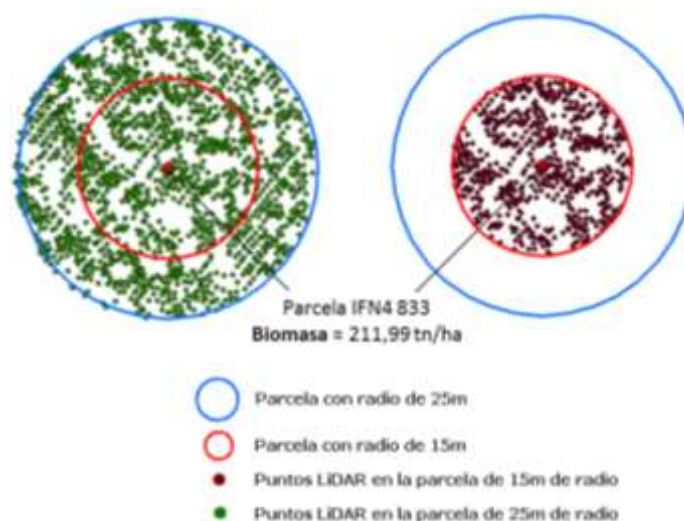 Parcela IFN4 833
Biomasa = 211,99 tn/ha
Parcela con radio de 25m
Parcela con radio de 15m
Puntos LiDAR en la parcela de 15m de radio
Puntos LiDAR en la parcela de 25m de radio